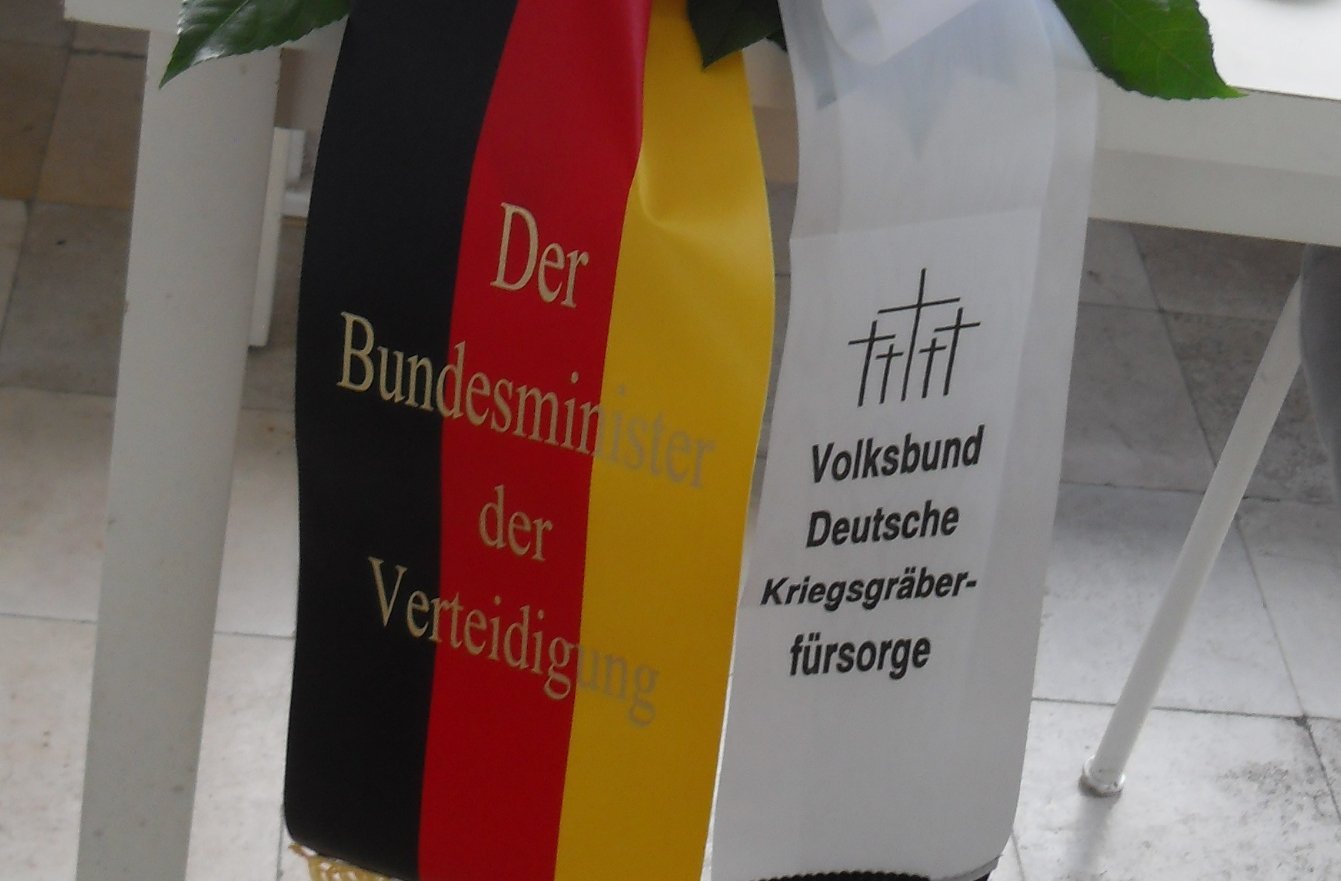 Der
Bundesminister
der
Verteidigung
Volksbund
Deutsche
Kriegsgräber-
fürsorge